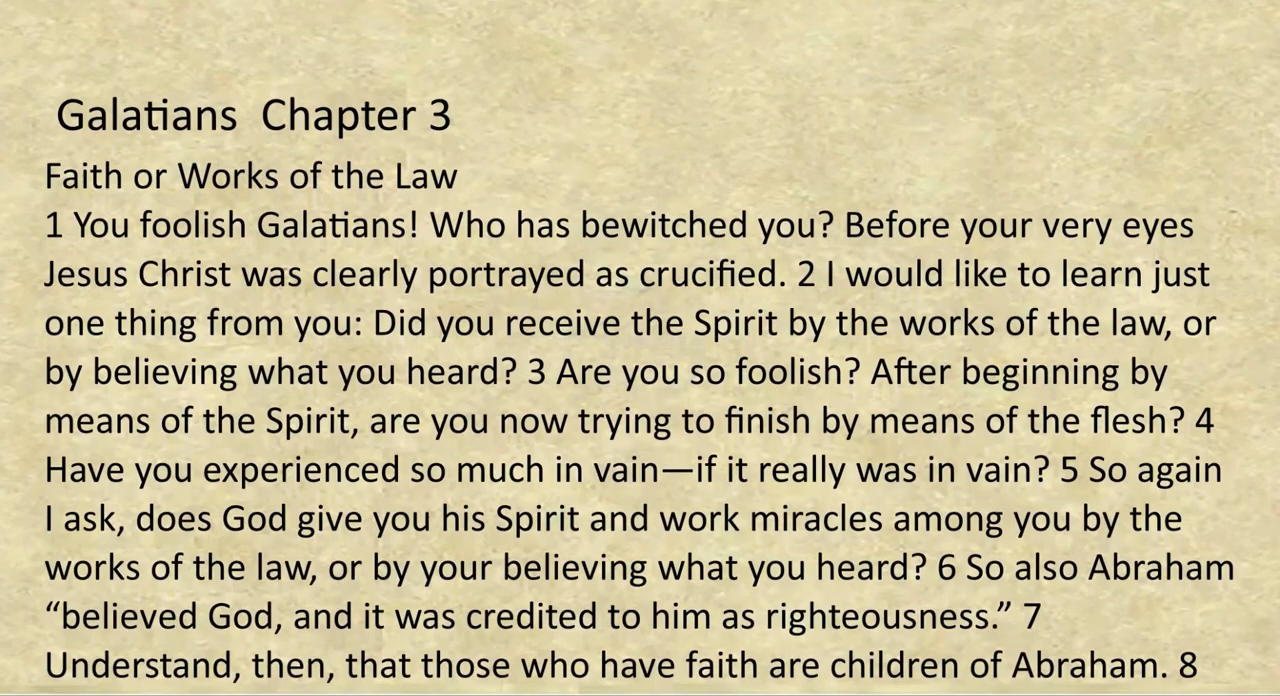 Galatians Chapter 3
Faith or Works of the Law
1 You foolish Galatians! Who has bewitched you? Before your very eyes
Jesus Christ was clearly portrayed as crucified. 2 I would like to learn just
one thing from you: Did you receive the Spirit by the works of the law, or
by believing what you heard? 3 Are you so foolish? After beginning by
means of the Spirit, are you now trying to finish by means of the flesh? 4
Have you experienced so much in vain—if it really was in vain? 5 So again
I ask, does God give you his Spirit and work miracles among you by the
works of the law, or by your believing what you heard? 6 So also Abraham
“believed God, and it was credited to him as righteousness.” 7
Understand, then, that those who have faith are children of Abraham. 8